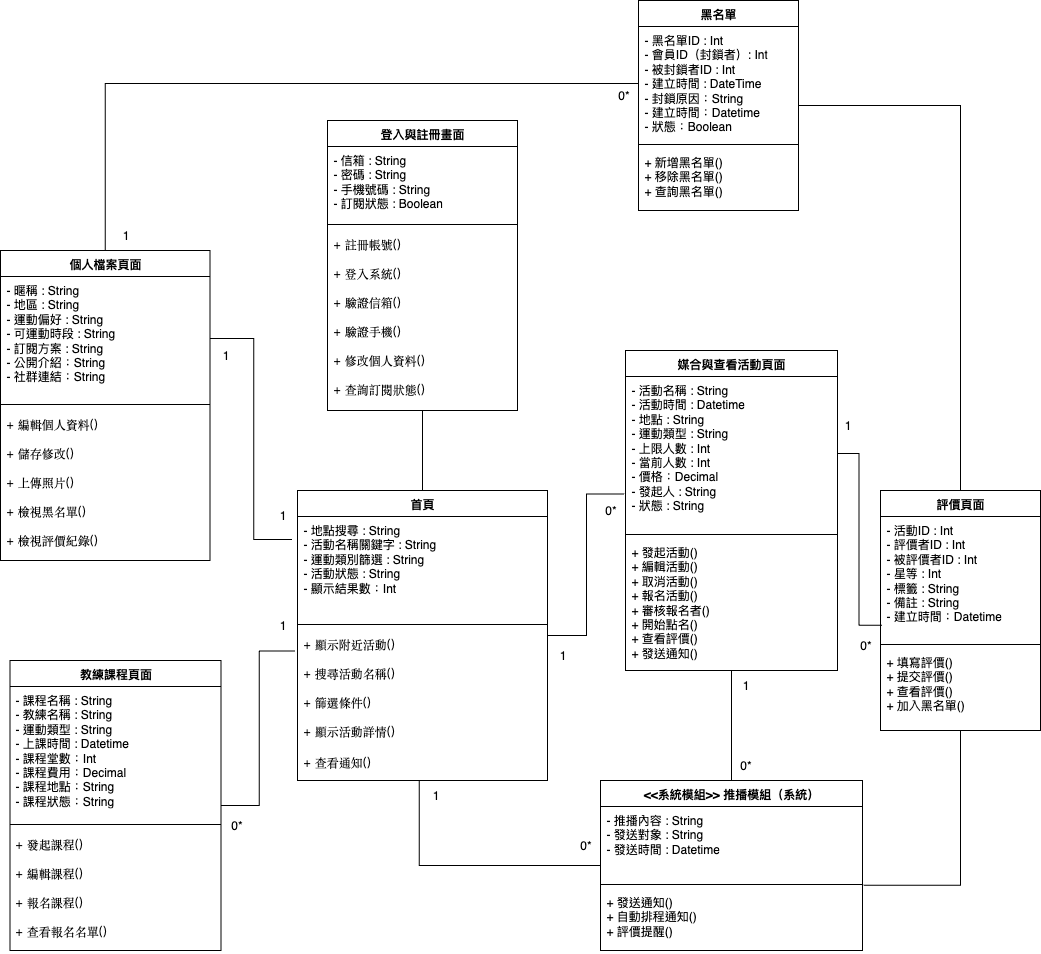 黑名單
- 黑名單ID : Int
- 會員ID（封鎖者）: Int
- 被封鎖者ID : Int
- 建立時間 : DateTime
- 封鎖原因：String
- 建立時間：Datetime
- 狀態：Boolean
+ 新增黑名單()
+ 移除黑名單()
+ 查詢黑名單()
0*
1
登入與註冊畫面
- 信箱 : String
- 密碼 : String
- 手機號碼 : String
- 訂閱狀態 : Boolean
+ 註冊帳號()
+ 登入系統()
+ 驗證信箱()
+ 驗證手機()
+ 修改個人資料()
+ 查詢訂閱狀態()
個人檔案頁面
- 暱稱 : String
- 地區 : String
- 運動偏好 : String
- 可運動時段 : String
- 訂閱方案 : String
- 公開介紹：String
- 社群連結：String
+ 編輯個人資料()
+ 儲存修改()
+ 上傳照片()
+ 檢視黑名單()
+ 檢視評價紀錄()
1
1
媒合與查看活動頁面
- 活動名稱 : String
- 活動時間 : Datetime
- 地點 : String
- 運動類型 : String
- 上限人數 : Int
- 當前人數 : Int
- 價格：Decimal
- 發起人 : String
- 狀態 : String
+ 發起活動()
+ 編輯活動()
+ 取消活動()
+ 報名活動()
+ 審核報名者()
+ 開始點名()
+ 查看評價()
+ 發送通知()
1
0*
首頁
- 地點搜尋 : String
- 活動名稱關鍵字 : String
- 運動類別篩選 : String
- 活動狀態 : String
- 顯示結果數：Int
+ 顯示附近活動()
+ 搜尋活動名稱()
+ 篩選條件()
+ 顯示活動詳情()
+ 查看通知()
1
1
評價頁面
- 活動ID : Int
- 評價者ID : Int
- 被評價者ID : Int
- 星等 : Int
- 標籤 : String
- 備註 : String
- 建立時間：Datetime
+ 填寫評價()
+ 提交評價()
+ 查看評價()
+ 加入黑名單()
0*
教練課程頁面
- 課程名稱 : String
- 教練名稱 : String
- 運動類型 : String
- 上課時間 : Datetime
- 課程堂數：Int
- 課程費用：Decimal
- 課程地點：String
- 課程狀態：String
+ 發起課程()
+ 編輯課程()
+ 報名課程()
+ 查看報名名單()
0*
1
1
0*
0*
<<系統模組>> 推播模組（系統）
- 推播內容 : String
- 發送對象 : String
- 發送時間 : Datetime
+ 發送通知()
+ 自動排程通知()
+ 評價提醒()